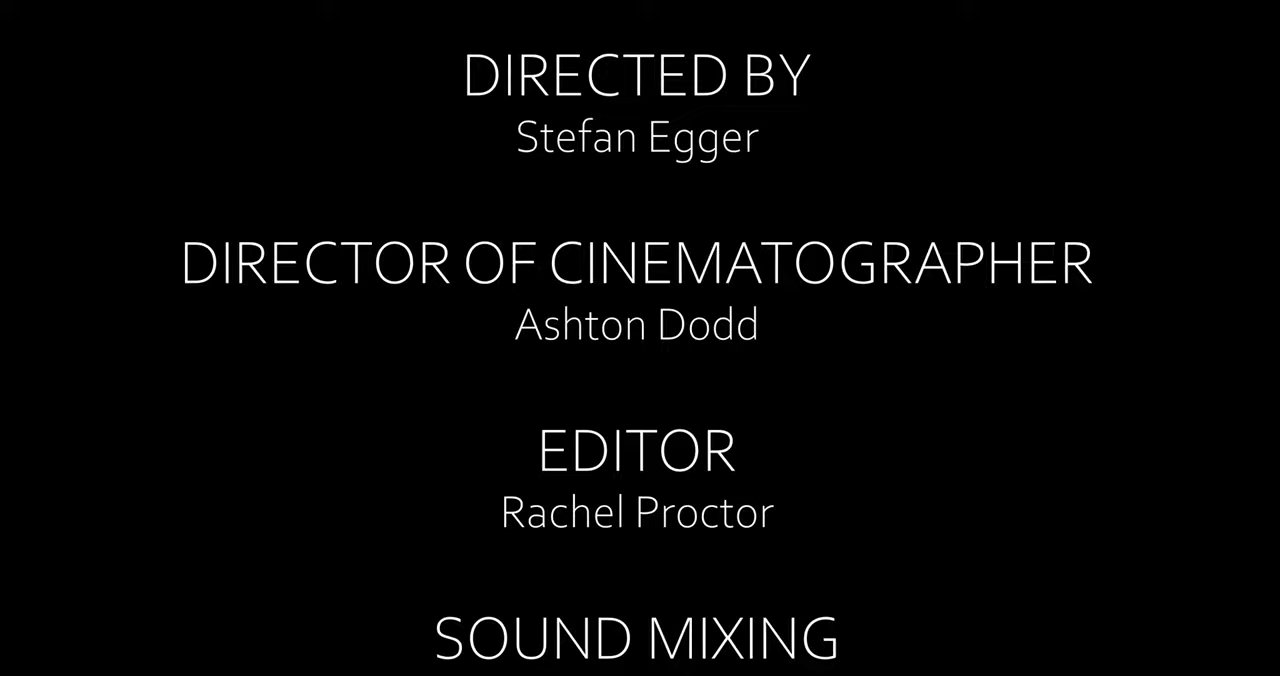 DIRECTED BY
Stefan Egger
DIRECTOR OF CINEMATOGRAPHER
Ashton Dodd
EDITOR
Rachel Proctor
SOUND MIXING